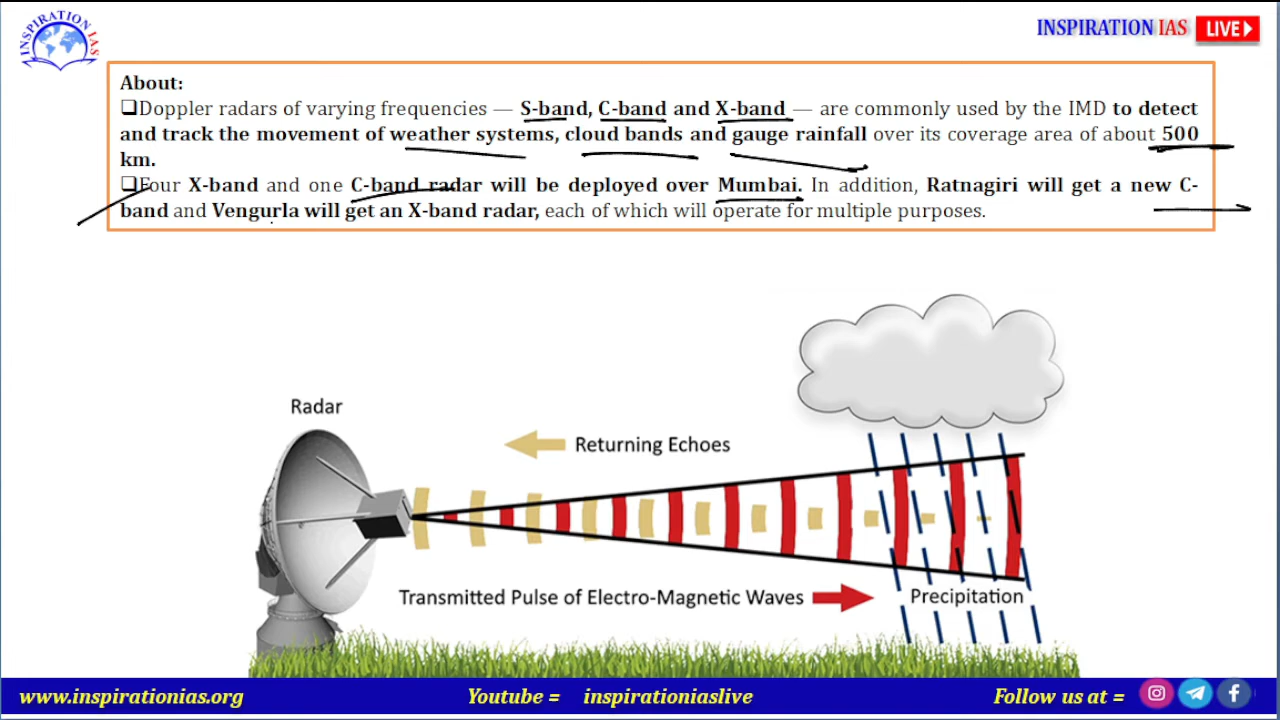 INSPIRATION IAS
INSPIRATION IAS LIVE
About:
❑Doppler radars of varying frequencies — S-band, C-band and X-band — are commonly used by the IMD to detect
and track the movement of weather systems, cloud bands and gauge rainfall over its coverage area of about 500
km.
❑Four X-band and one C-band radar will be deployed over Mumbai. In addition, Ratnagiri will get a new C-
band and Vengurla will get an X-band radar, each of which will operate for multiple purposes.
Radar
Returning Echoes
Transmitted Pulse of Electro-Magnetic Waves
Precipitation
www.inspirationias.org Youtube = inspirationiaslive Follow us at =